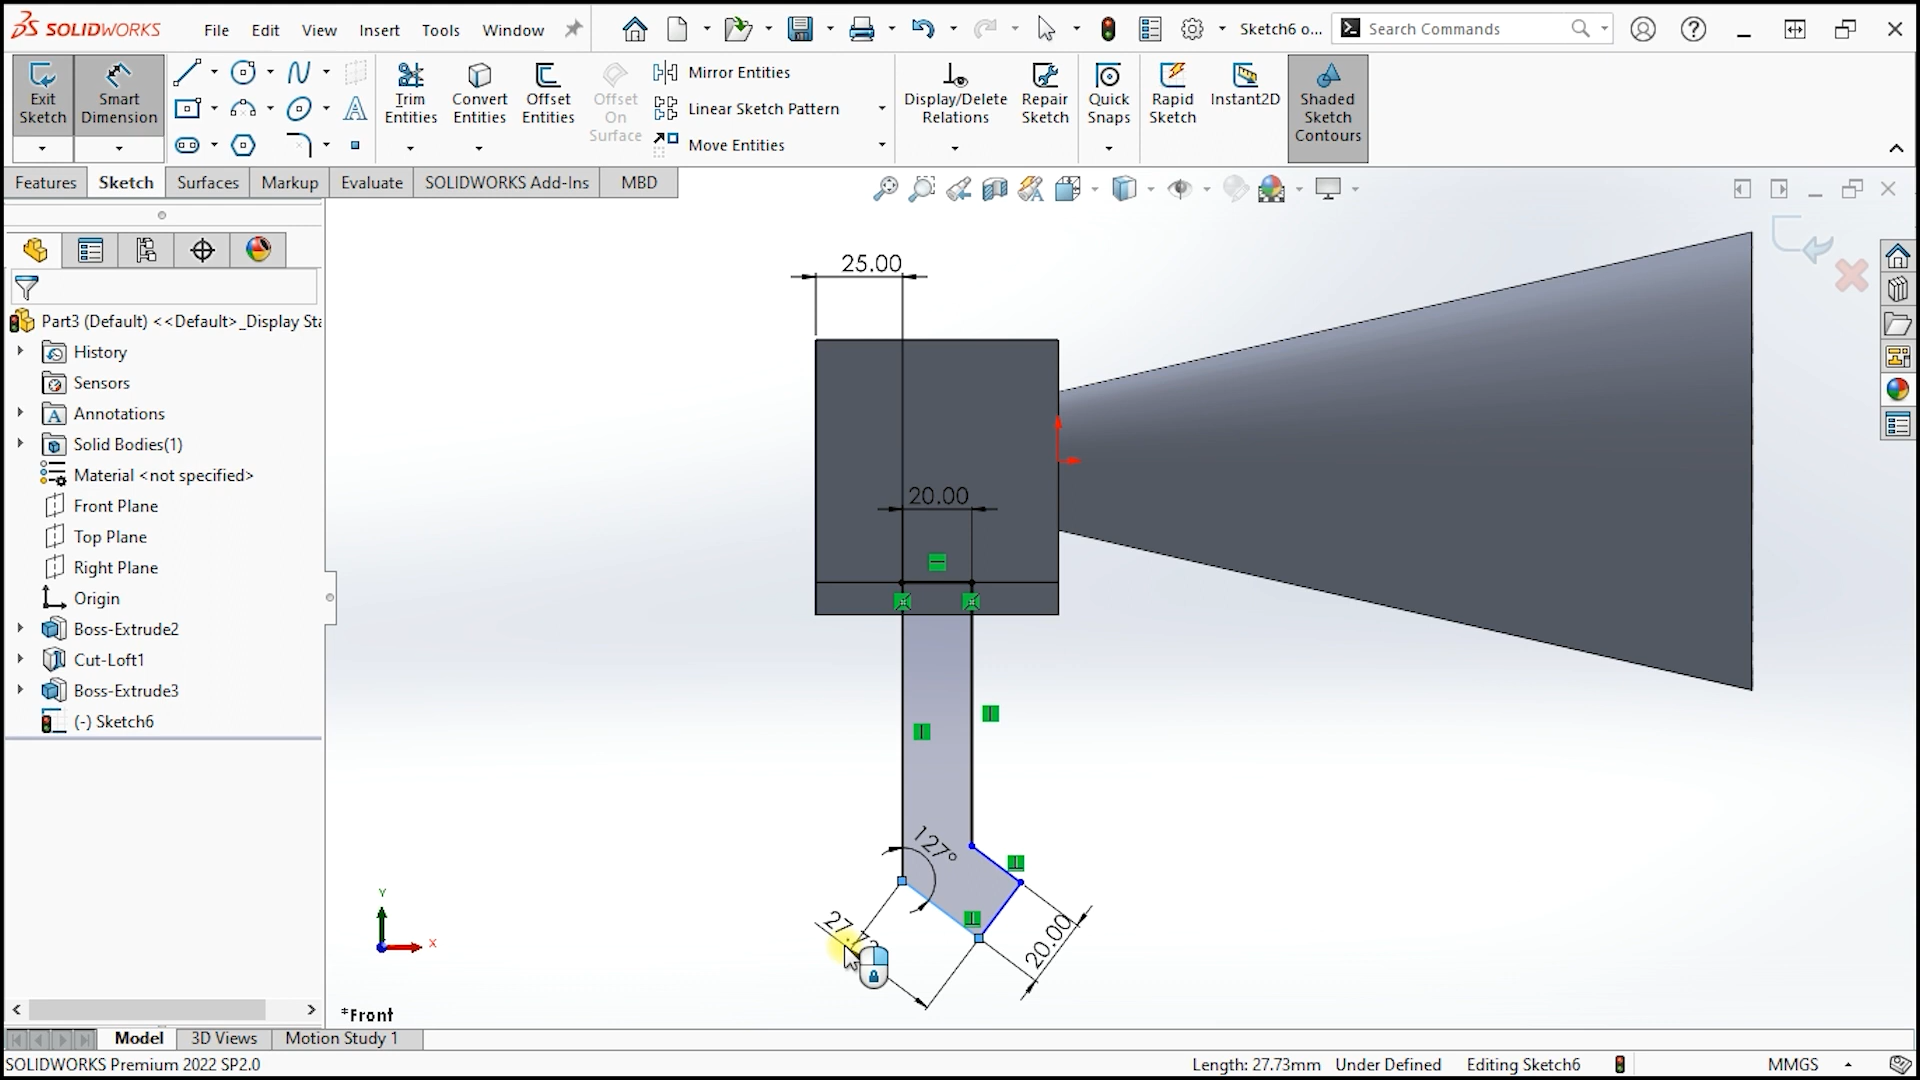 SOLIDWORKS File Edit View Insert Tools Window Sketch6 o... Search Commands
Exit Sketch
Smart Dimension
Trim Entities
Convert Entities
Offset Entities
Offset On Surface
Mirror Entities
Linear Sketch Pattern
Move Entities
Display/Delete Relations
Repair Sketch
Quick Snaps
Rapid Sketch
Instant2D
Shaded Sketch Contours
Features Sketch Surfaces Markup Evaluate SOLIDWORKS Add-Ins MBD
Part3 (Default) <<Default>_Display Sta
History
Sensors
Annotations
Solid Bodies(1)
Material <not specified>
Front Plane
Top Plane
Right Plane
Origin
Boss-Extrude2
Cut-Loft1
Boss-Extrude3
(-) Sketch6
25.00
20.00
127°
20.00
Y
X
*Front
Model 3D Views Motion Study 1
SOLIDWORKS Premium 2022 SP2.0 Length: 27.73mm Under Defined Editing Sketch6 MMGS